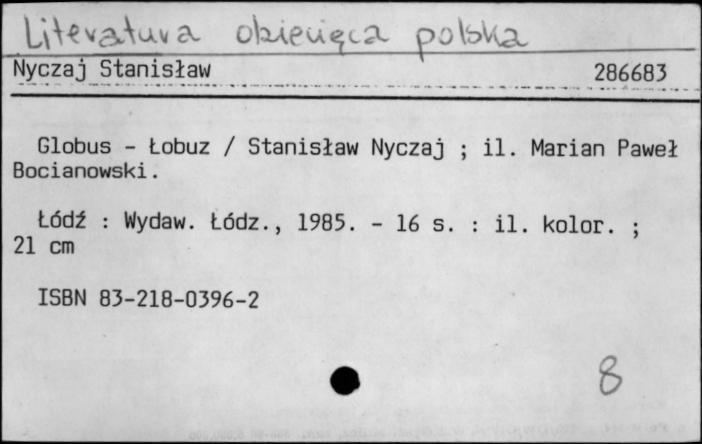 Literatura dziecięca polska
Nyczaj Stanisław 286683
Globus - Łobuz / Stanisław Nyczaj ; il. Marian Paweł
Bocianowski.
Łódź : Wydaw. Łódz., 1985. - 16 s. : il. kolor. ;
21 cm
ISBN 83-218-0396-2
8